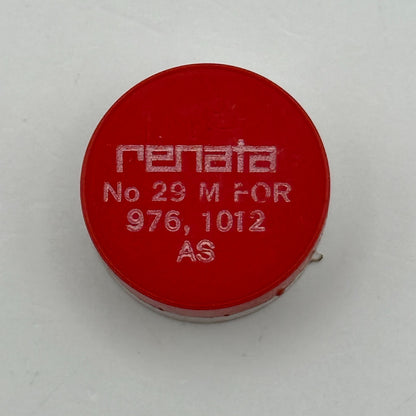 renata
No 29 M FOR
976, 1012
AS